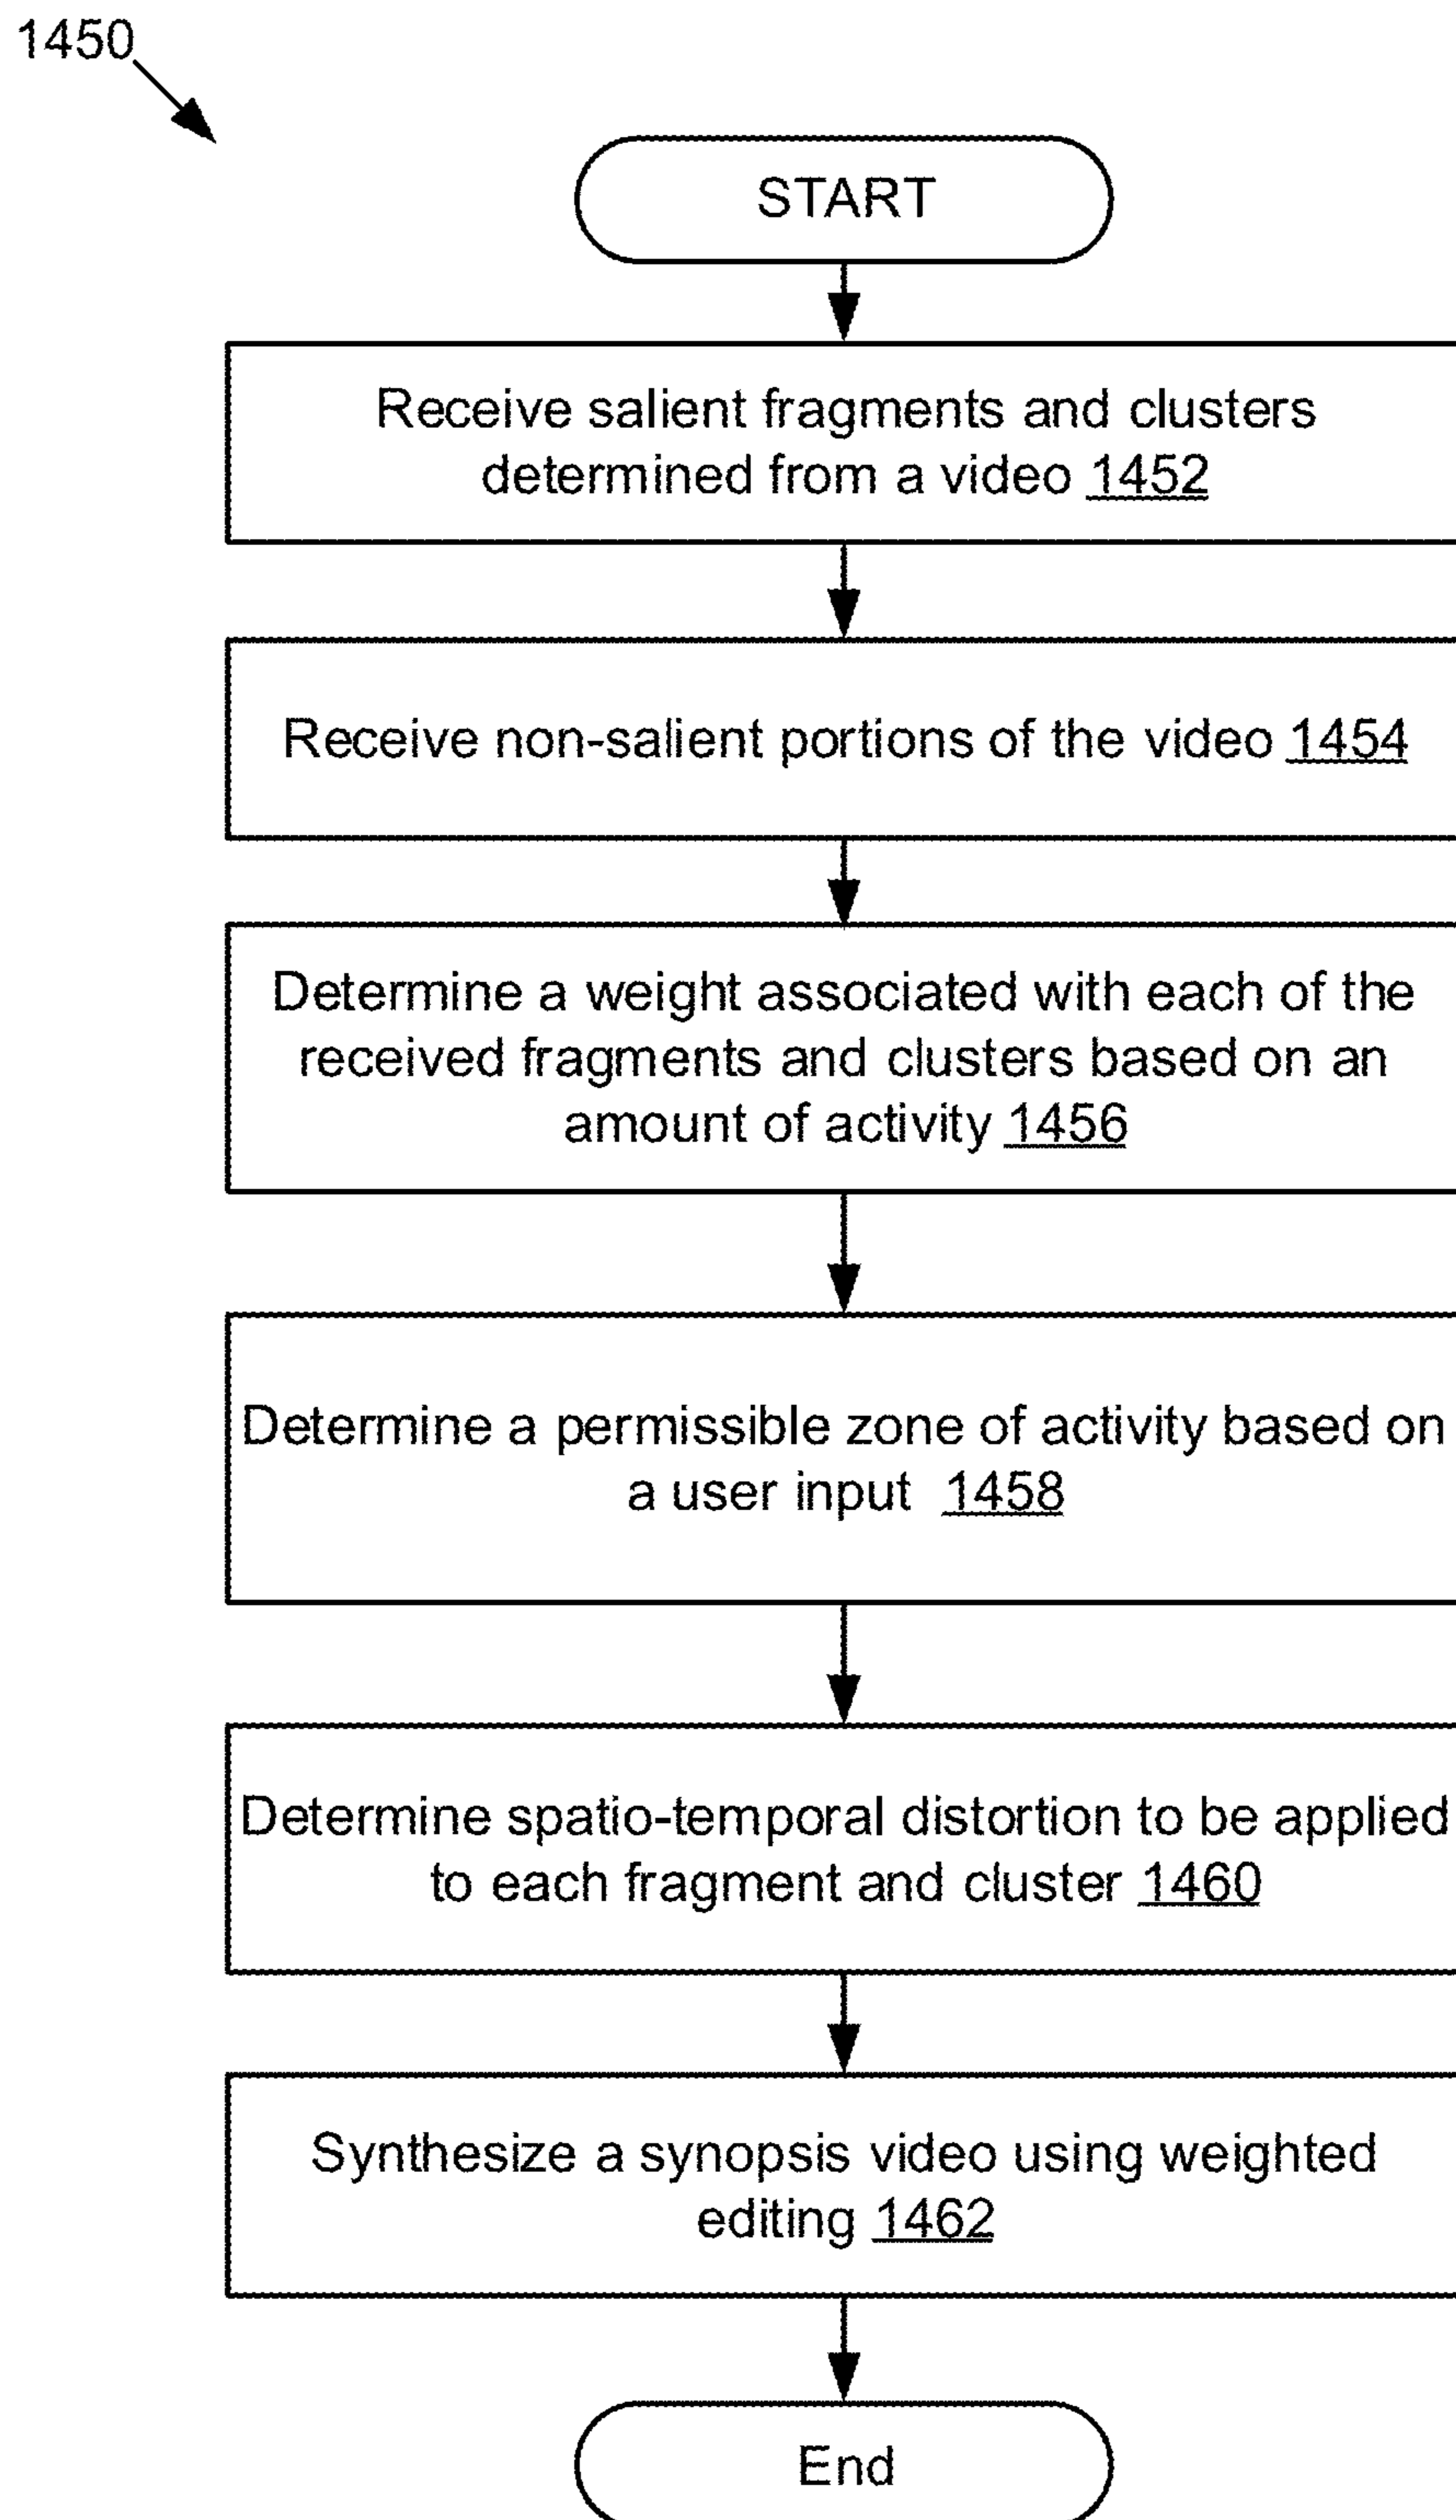 1450
START
Receive salient fragments and clusters
determined from a video 1452
Receive non-salient portions of the video 1454
Determine a weight associated with each of the
received fragments and clusters based on an
amount of activity 1456
Determine a permissible zone of activity based on
a user input 1458
Determine spatio-temporal distortion to be applied
to each fragment and cluster 1460
Synthesize a synopsis video using weighted
editing 1462
End